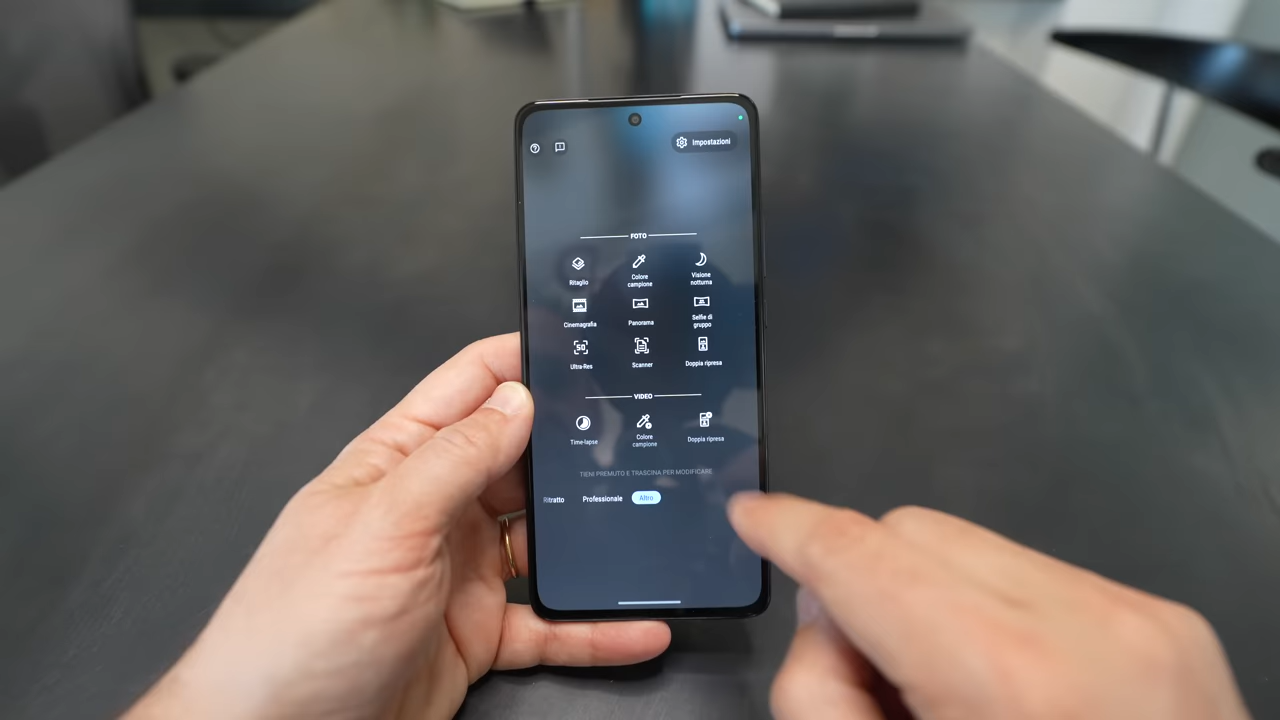 Impostazioni
FOTO
Ritaglio
Colore
campione
Visione
notturna
Cinemagrafia
Panorama
Selfie di
gruppo
50
Ultra-Res
Scanner
Doppia ripresa
VIDEO
Time-lapse
Colore
campione
Doppia ripresa
TIENI PREMUTO E TRASCINA PER MODIFICARE
Ritratto Professionale Altro